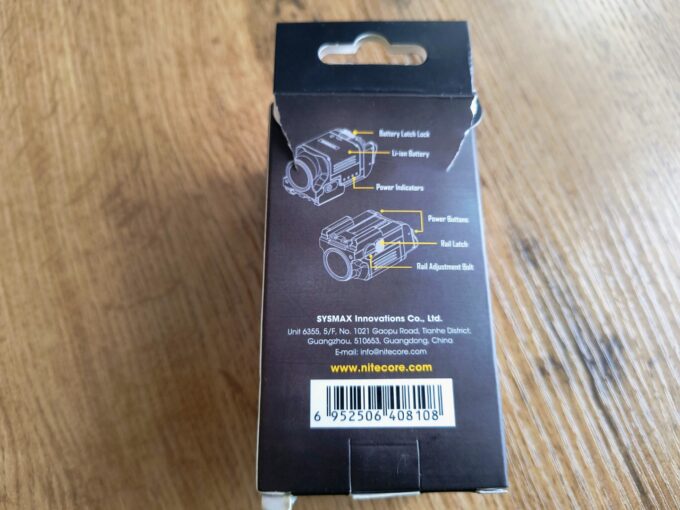 Battery Latch Lock
Li-ion Battery
Power Indicators
Power Buttons
Rail Latch
Rail Adjustment Bolt
SYSMAX Innovations Co., Ltd.
Unit 6355, 5/F, No. 1021 Gaopu Road, Tianhe District,
Guangzhou, 510653, Guangdong, China
E-mail: info@nitecore.com
www.nitecore.com
6 952506 408108